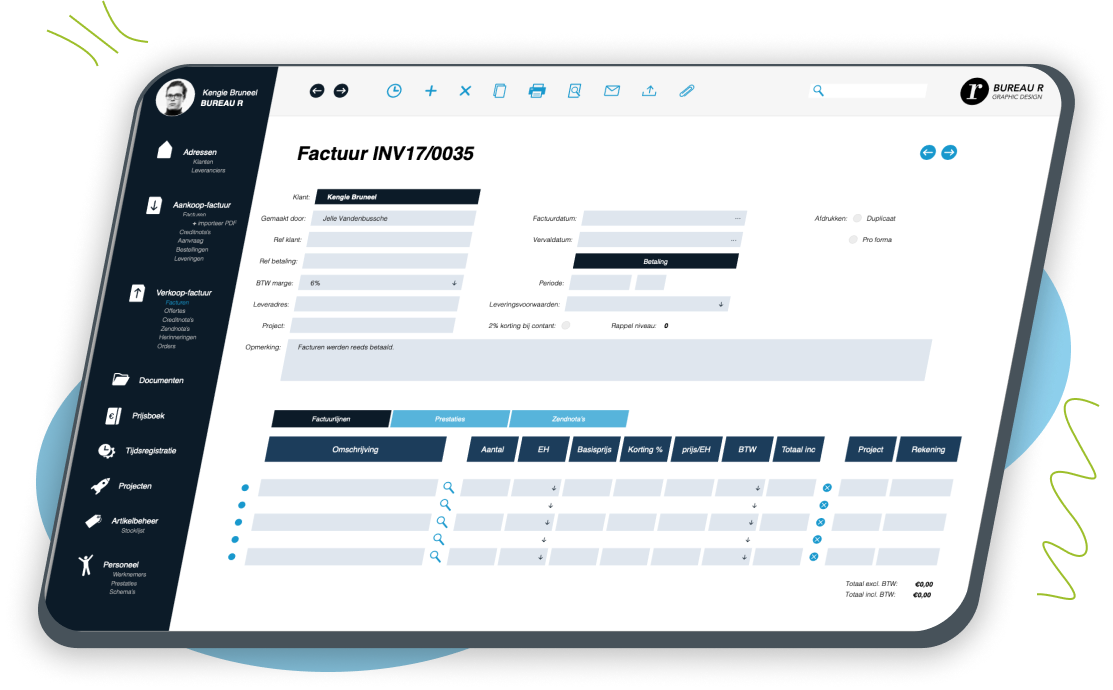 Kengie Bruneel
BUREAU R
r BUREAU R
GRAPHIC DESIGN
Adressen
Klanten
Leveranciers
Aankoop-factuur
Facturen
+ importeer PDF
Creditnota's
Aanvraag
Bestellingen
Leveringen
Verkoop-factuur
Facturen
Offertes
Creditnota's
Zendnota's
Herinneringen
Orders
Documenten
€ Prijsboek
Tijdsregistratie
Projecten
Artikelbeheer
Stocklijst
Personeel
Werknemers
Prestaties
Schema's
Factuur INV17/0035
Klant: Kengie Bruneel
Gemaakt door: Jelle Vandenbussche Factuurdatum: ... Afdrukken: Duplicaat
Ref klant: Vervaldatum: ... Pro forma
Ref betaling: Betaling
BTW marge: 6% Periode:
Leveradres: Leveringsvoorwaarden:
Project: 2% korting bij contant: Rappel niveau: 0
Opmerking: Facturen werden reeds betaald.
Factuurlijnen Prestaties Zendnota's
Omschrijving Aantal EH Basisprijs Korting % prijs/EH BTW Totaal inc Project Rekening
Totaal excl. BTW: €0,00
Totaal incl. BTW: €0,00